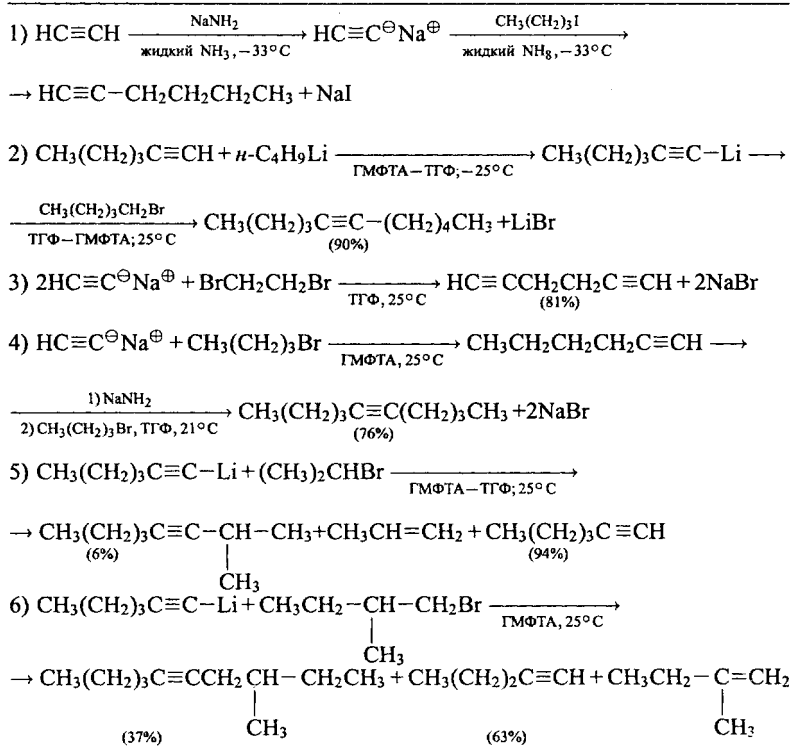 1) HC≡CH NaNH2 жидкий NH3, −33°C → HC≡C⊖Na⊕ CH3(CH2)3I жидкий NH8, −33°C →
→ HC≡C−CH2CH2CH2CH3 + NaI
2) CH3(CH2)3C≡CH + н-C4H9Li ГМФТА−ТГФ; −25°C → CH3(CH2)3C≡C−Li →
CH3(CH2)3CH2Br ТГФ−ГМФТА; 25°C → CH3(CH2)3C≡C−(CH2)4CH3 + LiBr
(90%)
3) 2HC≡C⊖Na⊕ + BrCH2CH2Br ТГФ, 25°C → HC≡CCH2CH2C≡CH + 2NaBr
(81%)
4) HC≡C⊖Na⊕ + CH3(CH2)3Br ГМФТА, 25°C → CH3CH2CH2CH2C≡CH →
1) NaNH2 2) CH3(CH2)3Br, ТГФ, 21°C → CH3(CH2)3C≡C(CH2)3CH3 + 2NaBr
(76%)
5) CH3(CH2)3C≡C−Li + (CH3)2CHBr ГМФТА−ТГФ; 25°C →
→ CH3(CH2)3C≡C−CH−CH3 + CH3CH=CH2 + CH3(CH2)3C≡CH
(6%) (94%)
CH3
6) CH3(CH2)3C≡C−Li + CH3CH2−CH−CH2Br ГМФТА, 25°C →
CH3
→ CH3(CH2)3C≡CCH2CH−CH2CH3 + CH3(CH2)2C≡CH + CH3CH2−C=CH2
(37%) CH3 (63%) CH3